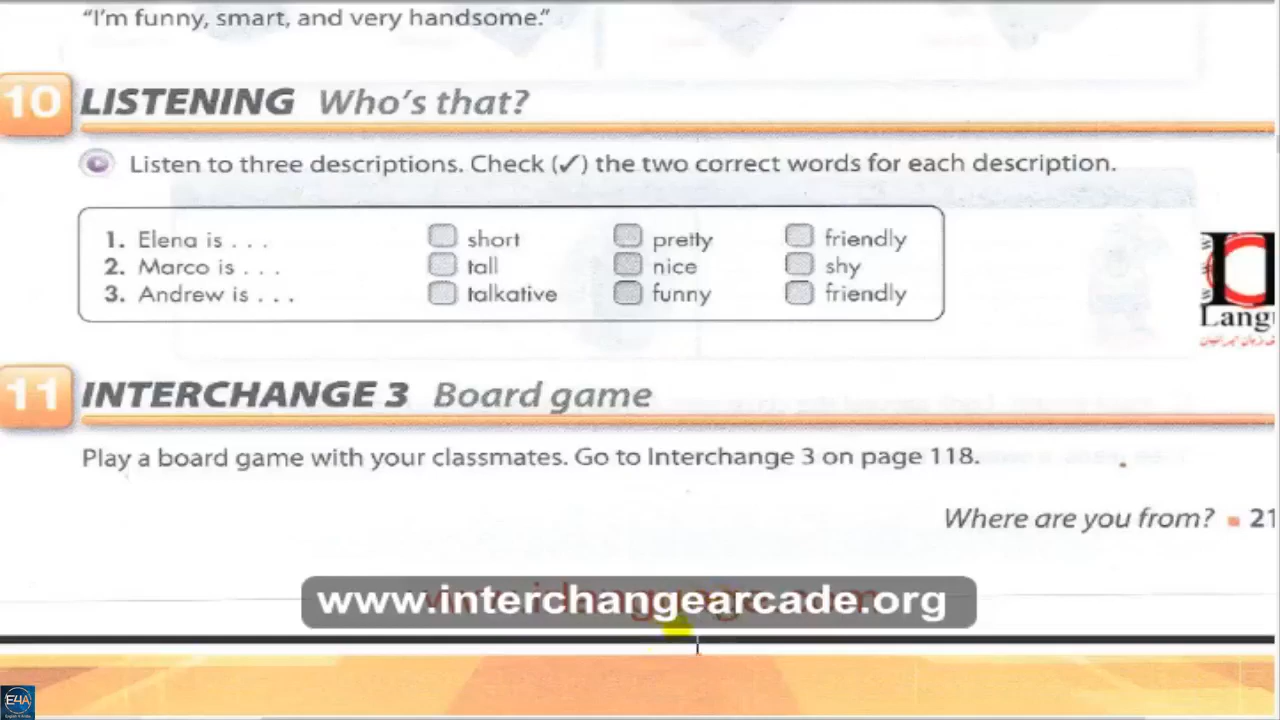 “I’m funny, smart, and very handsome.”
10 LISTENING Who’s that?
Listen to three descriptions. Check (✓) the two correct words for each description.
1. Elena is . . . short pretty friendly
2. Marco is . . . tall nice shy
3. Andrew is . . . talkative funny friendly
Langu
11 INTERCHANGE 3 Board game
Play a board game with your classmates. Go to Interchange 3 on page 118.
Where are you from? ▪ 21
www.interchangearcade.org
E4A